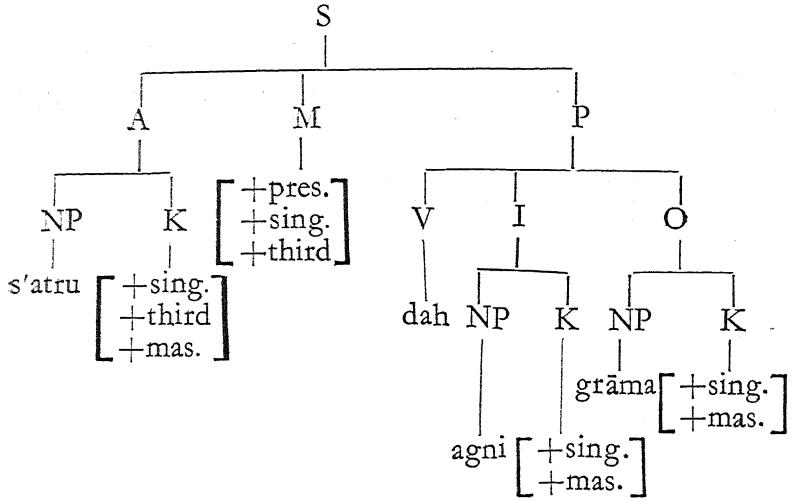 S
A M P
NP K [+pres. +sing. +third] V I O
s'atru [+sing. +third +mas.] dah NP K NP K
grāma [+sing. +mas.]
agni [+sing. +mas.]